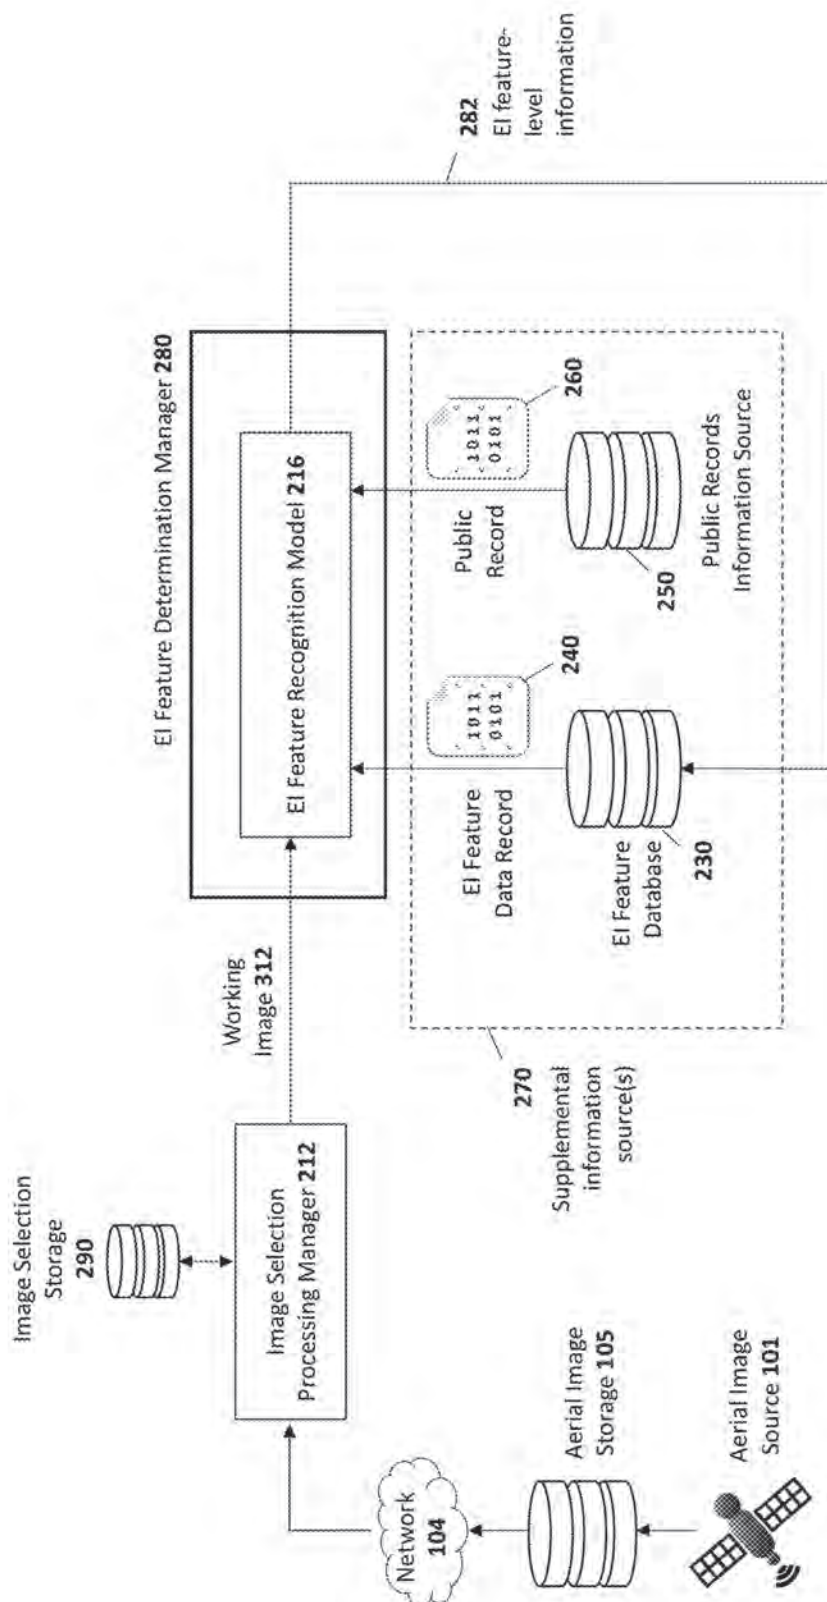 Image Selection
Storage
290
Image Selection
Processing Manager 212
Network
104
Aerial Image
Storage 105
Aerial Image
Source 101
Working
Image 312
270
Supplemental
information
source(s)
EI Feature Determination Manager 280
EI Feature Recognition Model 216
EI Feature
Data Record
1011
0101
240
EI Feature
Database
230
Public
Record
1011
0101
260
250
Public Records
Information Source
282 EI feature-
level
information